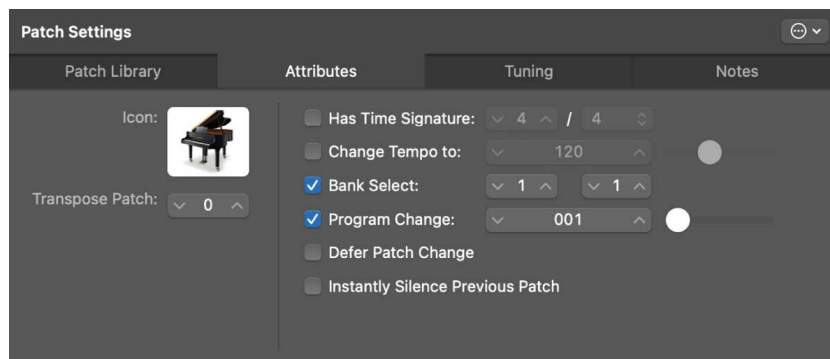 Patch Settings
Patch Library Attributes Tuning Notes
Icon:
Transpose Patch: 0
Has Time Signature: 4 / 4
Change Tempo to: 120
Bank Select: 1 1
Program Change: 001
Defer Patch Change
Instantly Silence Previous Patch